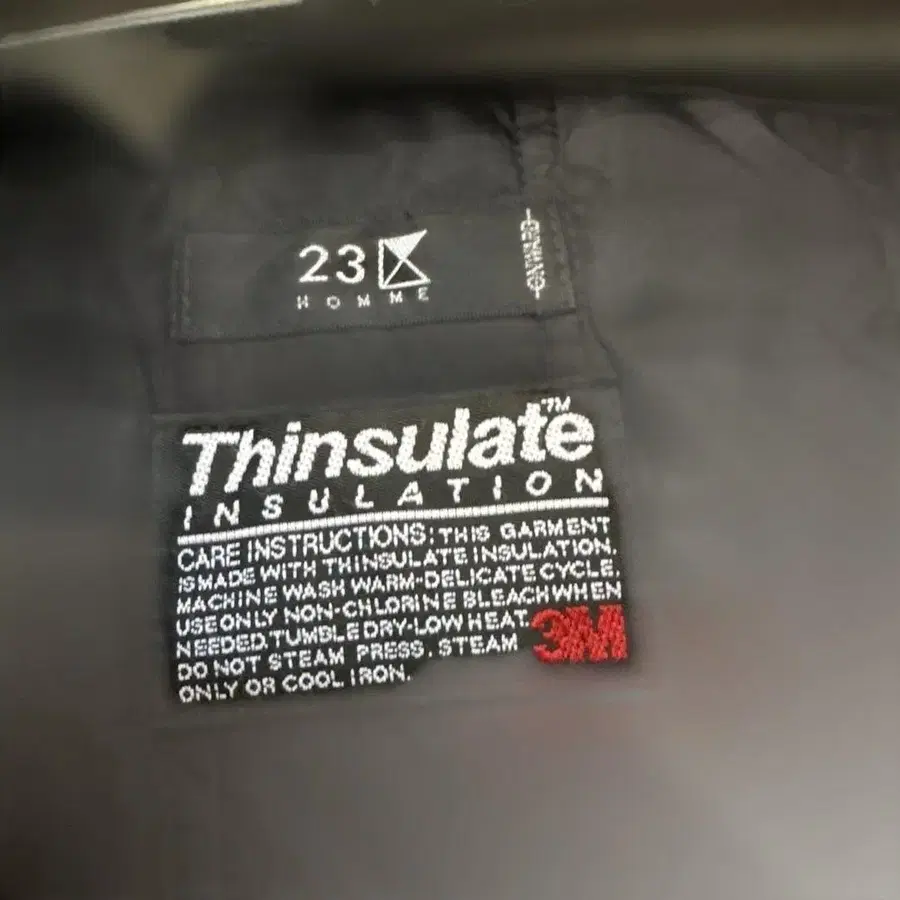 23
HOMME
ONWARD
Thinsulate™
INSULATION
CARE INSTRUCTIONS: THIS GARMENT
IS MADE WITH THINSULATE INSULATION.
MACHINE WASH WARM-DELICATE CYCLE.
USE ONLY NON-CHLORINE BLEACH WHEN
NEEDED. TUMBLE DRY-LOW HEAT.
DO NOT STEAM PRESS. STEAM
ONLY OR COOL IRON.
3M